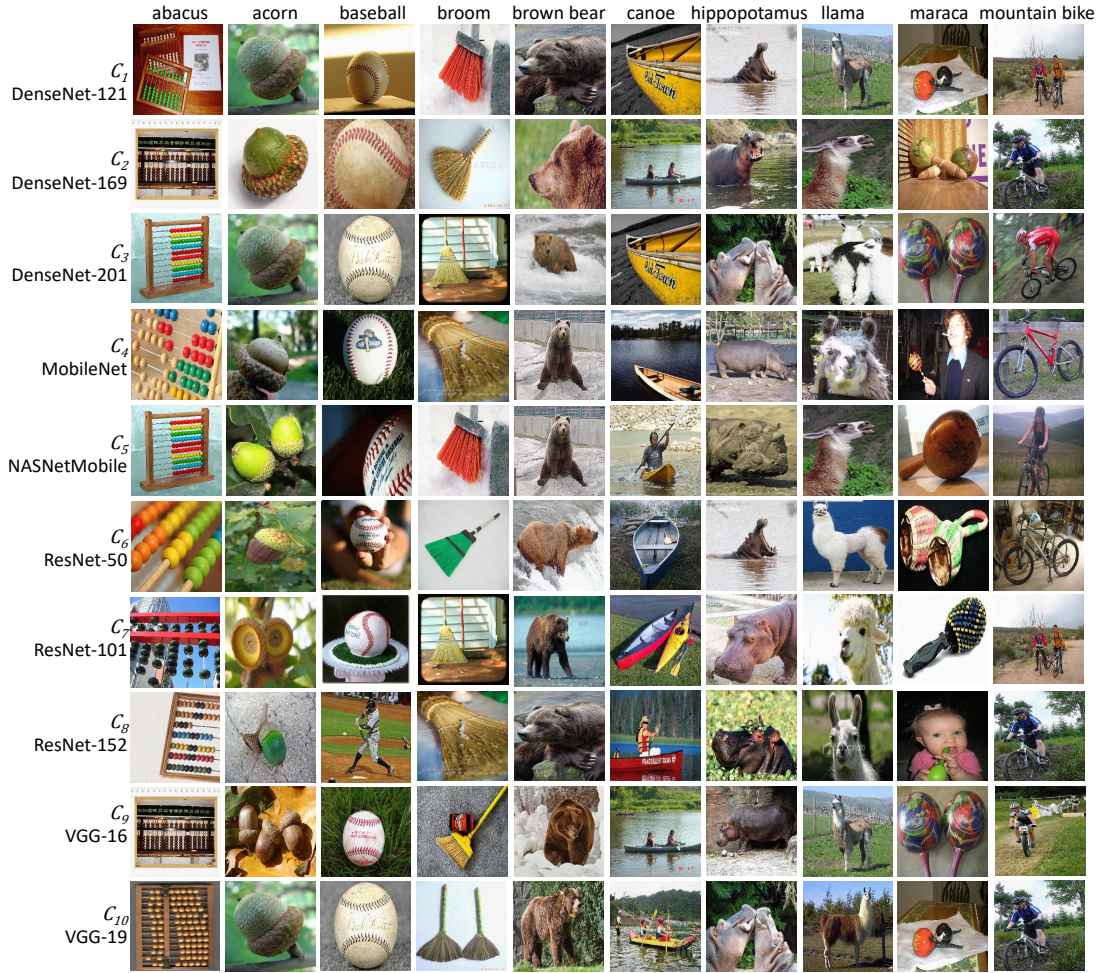 abacus acorn baseball broom brown bear canoe hippopotamus llama maraca mountain bike
C1
DenseNet-121
C2
DenseNet-169
C3
DenseNet-201
C4
MobileNet
C5
NASNetMobile
C6
ResNet-50
C7
ResNet-101
C8
ResNet-152
C9
VGG-16
C10
VGG-19